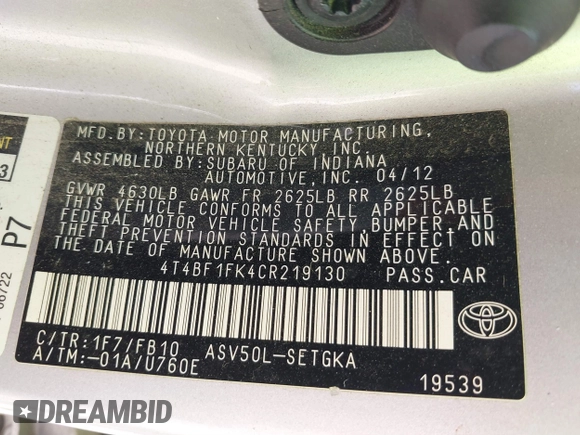 MFD.BY:TOYOTA MOTOR MANUFACTURING,
NORTHERN KENTUCKY, INC.
ASSEMBLED BY:SUBARU OF INDIANA
AUTOMOTIVE, INC. 04/12
GVWR 4630LB GAWR FR 2625LB RR 2625LB
THIS VEHICLE CONFORMS TO ALL APPLICABLE
FEDERAL MOTOR VEHICLE SAFETY, BUMPER, AND
THEFT PREVENTION STANDARDS IN EFFECT ON
THE DATE OF MANUFACTURE SHOWN ABOVE.
4T4BF1FK4CR219130 PASS.CAR
C/TR:1F7/FB10 ASV50L-SETGKA
A/TM:-01A/U760E
19539
TOYOTA
P7
06722
3
DREAMBID